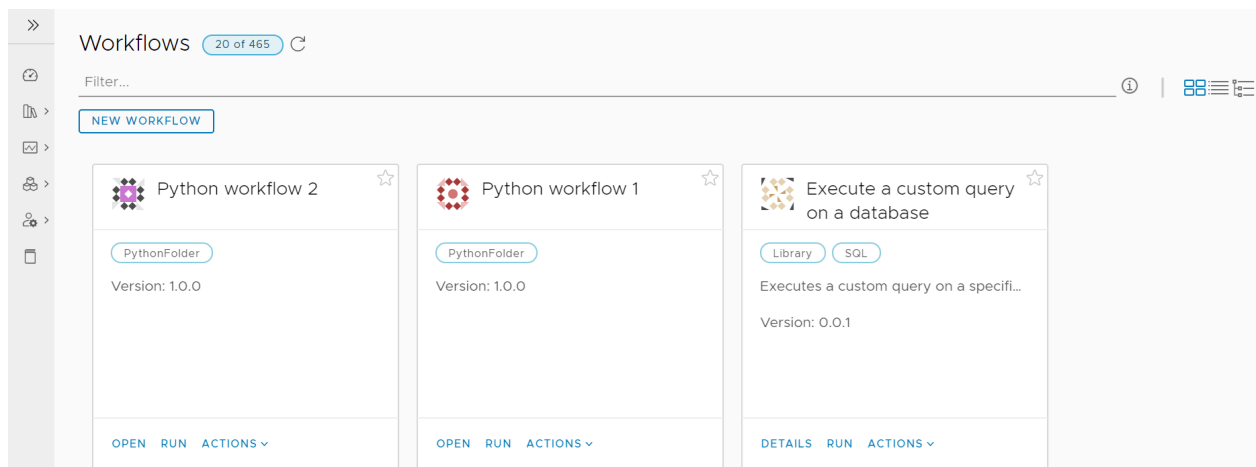 Workflows 20 of 465
Filter...
NEW WORKFLOW
Python workflow 2
PythonFolder
Version: 1.0.0
OPEN RUN ACTIONS
Python workflow 1
PythonFolder
Version: 1.0.0
OPEN RUN ACTIONS
Execute a custom query
on a database
Library SQL
Executes a custom query on a specifi...
Version: 0.0.1
DETAILS RUN ACTIONS